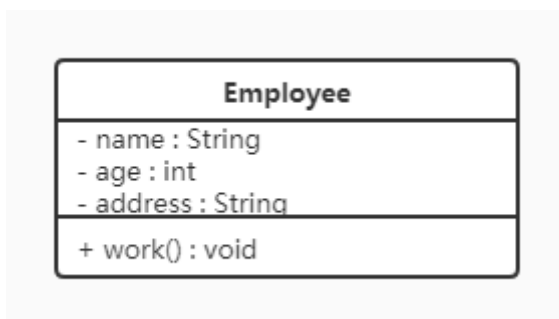 Employee
- name : String
- age : int
- address : String
+ work() : void